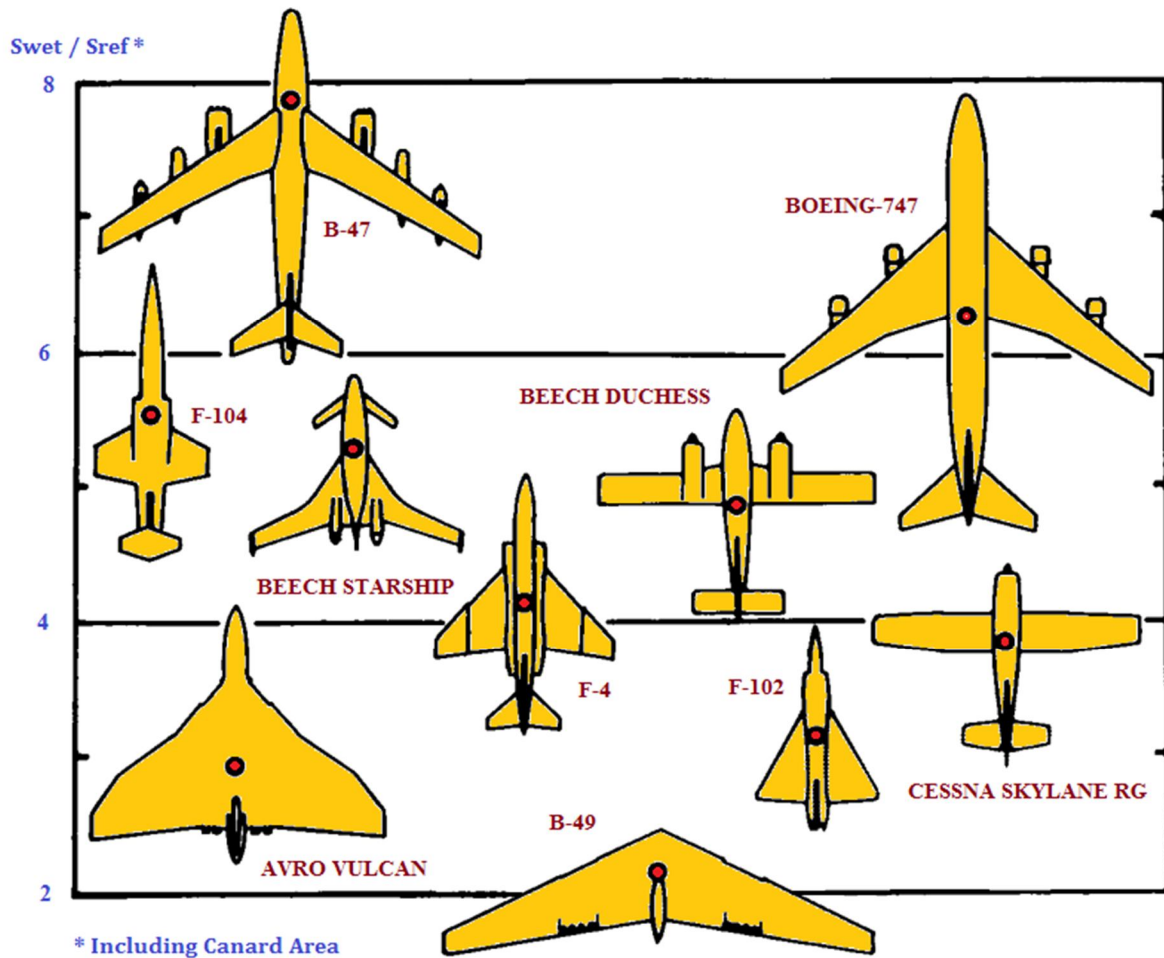 Swet / Sref *
8
B-47
BOEING-747
6
F-104
BEECH DUCHESS
BEECH STARSHIP
4
F-4
F-102
CESSNA SKYLANE RG
B-49
AVRO VULCAN
2
* Including Canard Area